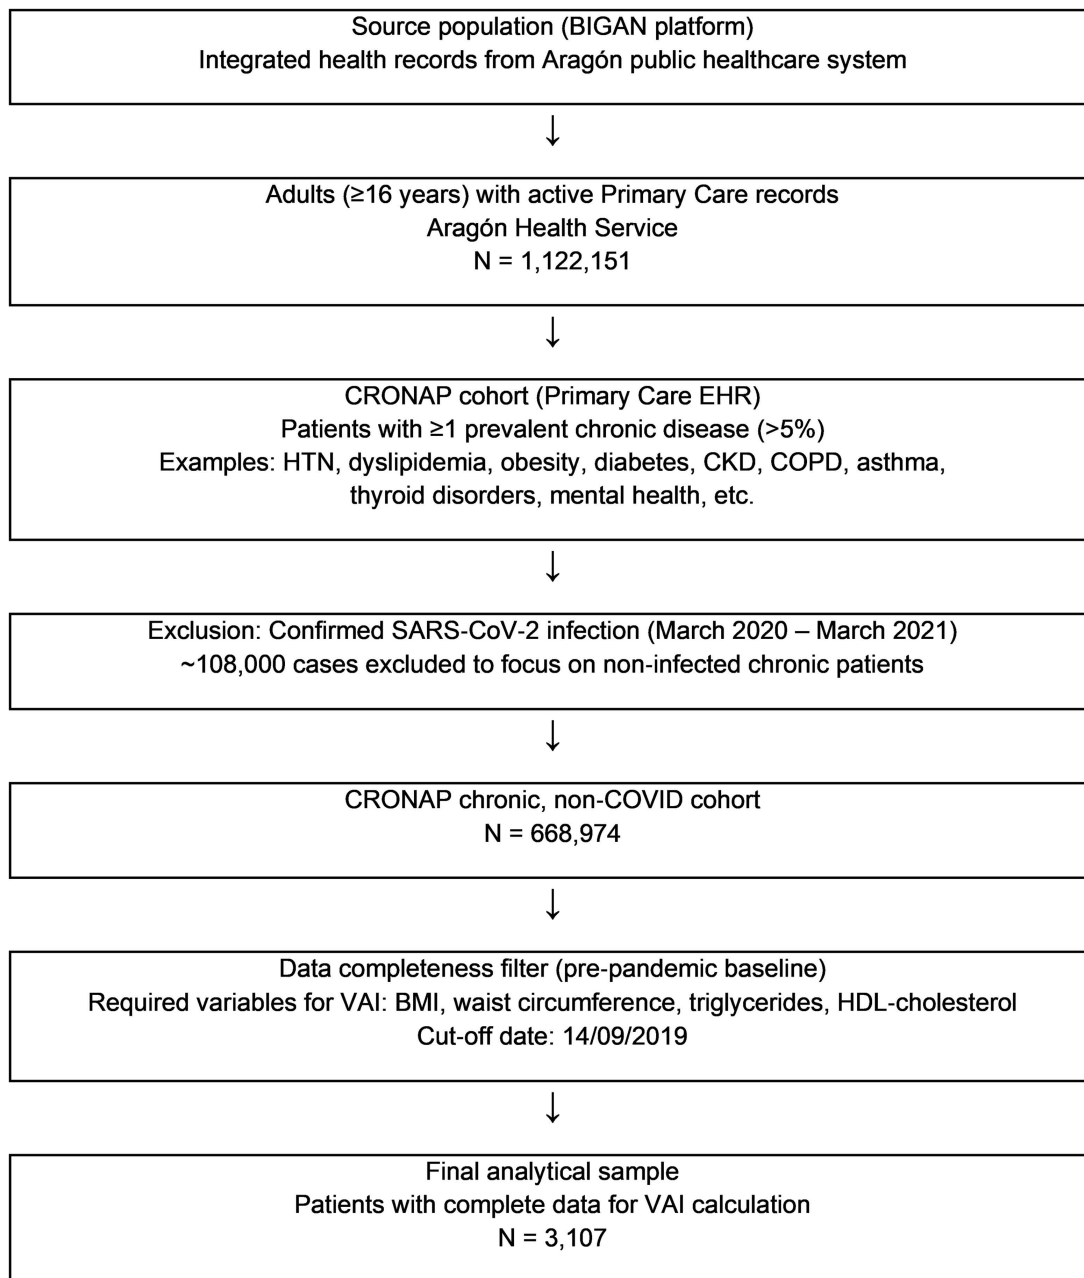 Source population (BIGAN platform)
Integrated health records from Aragón public healthcare system
↓
Adults (≥16 years) with active Primary Care records
Aragón Health Service
N = 1,122,151
↓
CRONAP cohort (Primary Care EHR)
Patients with ≥1 prevalent chronic disease (>5%)
Examples: HTN, dyslipidemia, obesity, diabetes, CKD, COPD, asthma,
thyroid disorders, mental health, etc.
↓
Exclusion: Confirmed SARS-CoV-2 infection (March 2020 – March 2021)
~108,000 cases excluded to focus on non-infected chronic patients
↓
CRONAP chronic, non-COVID cohort
N = 668,974
↓
Data completeness filter (pre-pandemic baseline)
Required variables for VAI: BMI, waist circumference, triglycerides, HDL-cholesterol
Cut-off date: 14/09/2019
↓
Final analytical sample
Patients with complete data for VAI calculation
N = 3,107